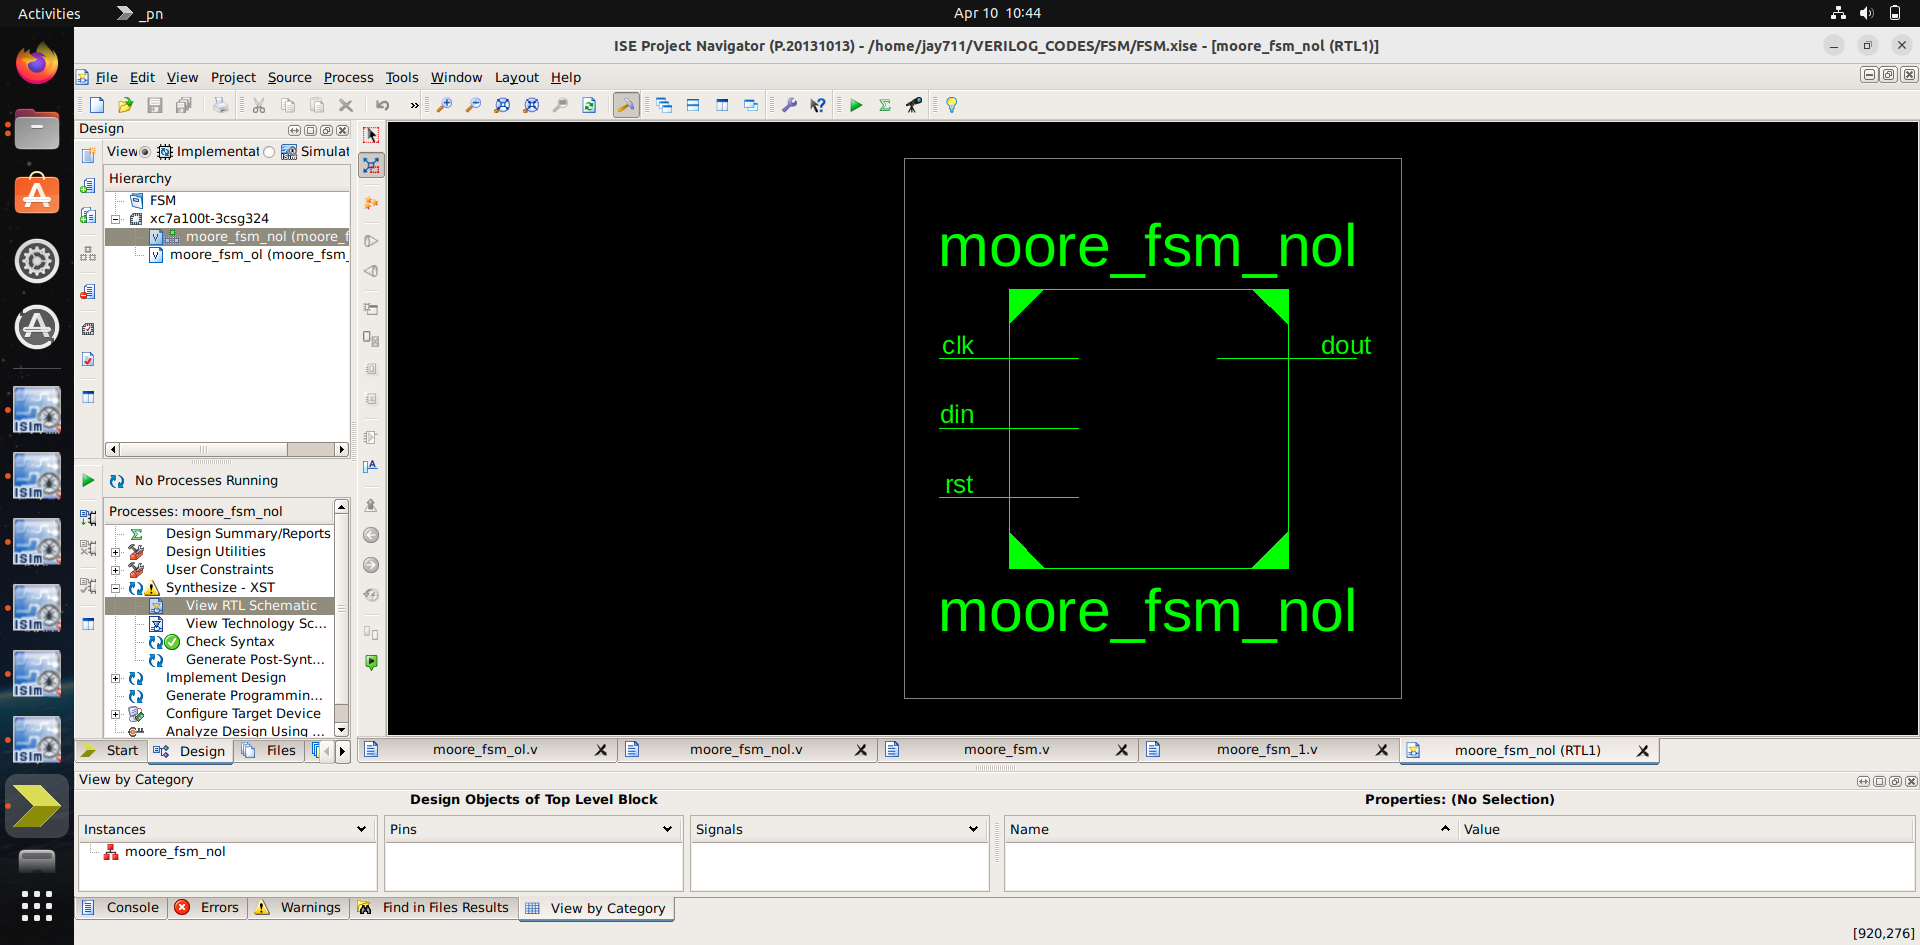 Activities
_pn
Apr 10 10:44
ISE Project Navigator (P.20131013) - /home/jay711/VERILOG_CODES/FSM/FSM.xise - [moore_fsm_nol (RTL1)]
File Edit View Project Source Process Tools Window Layout Help
Design
View Implementat Simulat
Hierarchy
FSM
xc7a100t-3csg324
moore_fsm_nol (moore_f
moore_fsm_ol (moore_fsm_
No Processes Running
Processes: moore_fsm_nol
Design Summary/Reports
Design Utilities
User Constraints
Synthesize - XST
View RTL Schematic
View Technology Sc...
Check Syntax
Generate Post-Synt...
Implement Design
Generate Programmin...
Configure Target Device
Analyze Design Using ...
Start Design Files
moore_fsm_nol
clk
dout
din
rst
moore_fsm_nol
moore_fsm_ol.v moore_fsm_nol.v moore_fsm.v moore_fsm_1.v moore_fsm_nol (RTL1)
View by Category
Design Objects of Top Level Block
Properties: (No Selection)
Instances Pins Signals Name Value
moore_fsm_nol
Console Errors Warnings Find in Files Results View by Category
[920,276]
ISim
ISim
ISim
ISim
ISim
ISim